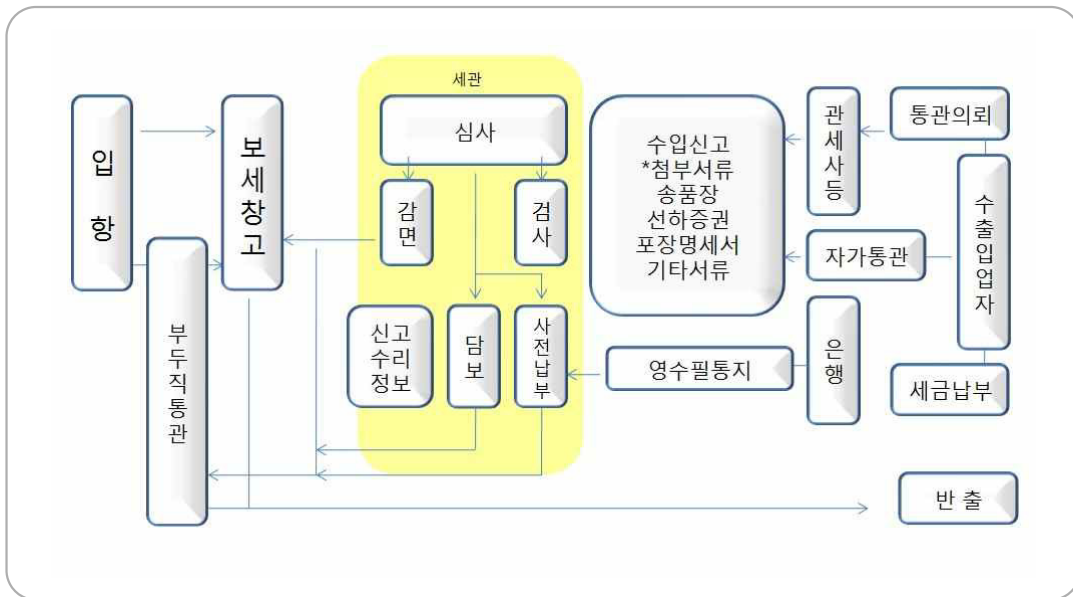 세관
입 항
보세창고
부두직통관
심사
감면
검사
신고
수리
정보
담보
사전납부
수입신고
*첨부서류
송품장
선하증권
포장명세서
기타서류
관세사등
통관의뢰
자가통관
수출입업자
영수필통지
은행
세금납부
반 출